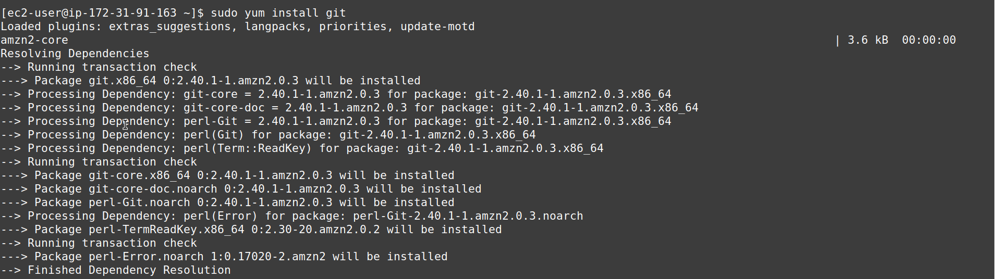 [ec2-user@ip-172-31-91-163 ~]$ sudo yum install git
Loaded plugins: extras_suggestions, langpacks, priorities, update-motd
amzn2-core | 3.6 kB 00:00:00
Resolving Dependencies
--> Running transaction check
---> Package git.x86_64 0:2.40.1-1.amzn2.0.3 will be installed
--> Processing Dependency: git-core = 2.40.1-1.amzn2.0.3 for package: git-2.40.1-1.amzn2.0.3.x86_64
--> Processing Dependency: git-core-doc = 2.40.1-1.amzn2.0.3 for package: git-2.40.1-1.amzn2.0.3.x86_64
--> Processing Dependency: perl-Git = 2.40.1-1.amzn2.0.3 for package: git-2.40.1-1.amzn2.0.3.x86_64
--> Processing Dependency: perl(Git) for package: git-2.40.1-1.amzn2.0.3.x86_64
--> Processing Dependency: perl(Term::ReadKey) for package: git-2.40.1-1.amzn2.0.3.x86_64
--> Running transaction check
---> Package git-core.x86_64 0:2.40.1-1.amzn2.0.3 will be installed
---> Package git-core-doc.noarch 0:2.40.1-1.amzn2.0.3 will be installed
---> Package perl-Git.noarch 0:2.40.1-1.amzn2.0.3 will be installed
--> Processing Dependency: perl(Error) for package: perl-Git-2.40.1-1.amzn2.0.3.noarch
---> Package perl-TermReadKey.x86_64 0:2.30-20.amzn2.0.2 will be installed
--> Running transaction check
---> Package perl-Error.noarch 1:0.17020-2.amzn2 will be installed
--> Finished Dependency Resolution